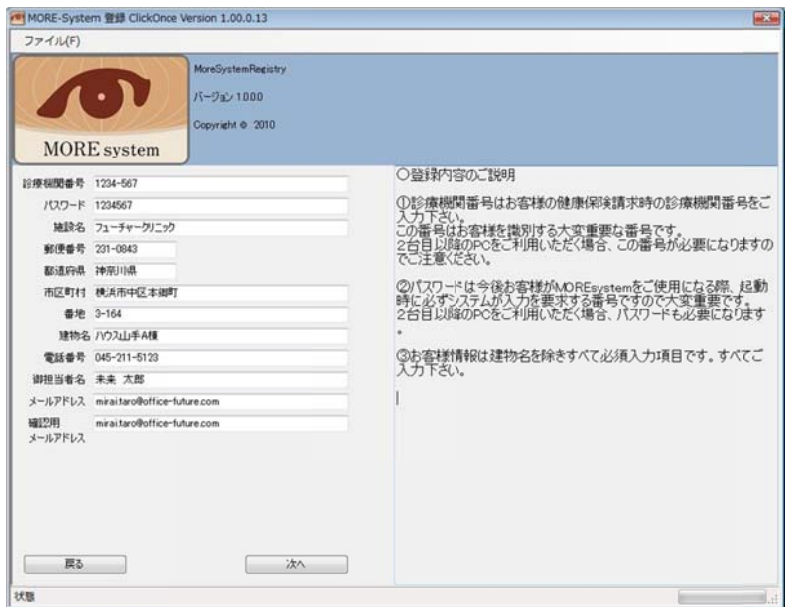 MORE-System 登録 ClickOnce Version 1.00.0.13
ファイル(F)
MoreSystemRegistry
バージョン 1.0.0.0
Copyright © 2010
MORE system
診療機関番号 1234-567
パスワード 1234567
施設名 フューチャークリニック
郵便番号 231-0843
都道府県 神奈川県
市区町村 横浜市中区本郷町
番地 3-164
建物名 ハウス山手A棟
電話番号 045-211-5123
御担当者名 未来 太郎
メールアドレス mirai.taro@office-future.com
確認用
メールアドレス
mirai.taro@office-future.com
戻る
次へ
〇登録内容のご説明
①診療機関番号はお客様の健康保険請求時の診療機関番号をご
入力下さい。
この番号はお客様を識別する大変重要な番号です。
2台目以降のPCをご利用いただく場合、この番号が必要になりますの
でご注意ください。
②パスワードは今後お客様がMOREsystemをご使用になる際、起動
時に必ずシステムが入力を要求する番号ですので大変重要です。
2台目以降のPCをご利用いただく場合、パスワードも必要になります
。
③お客様情報は建物名を除きすべて必須入力項目です。すべてご
入力下さい。
状態